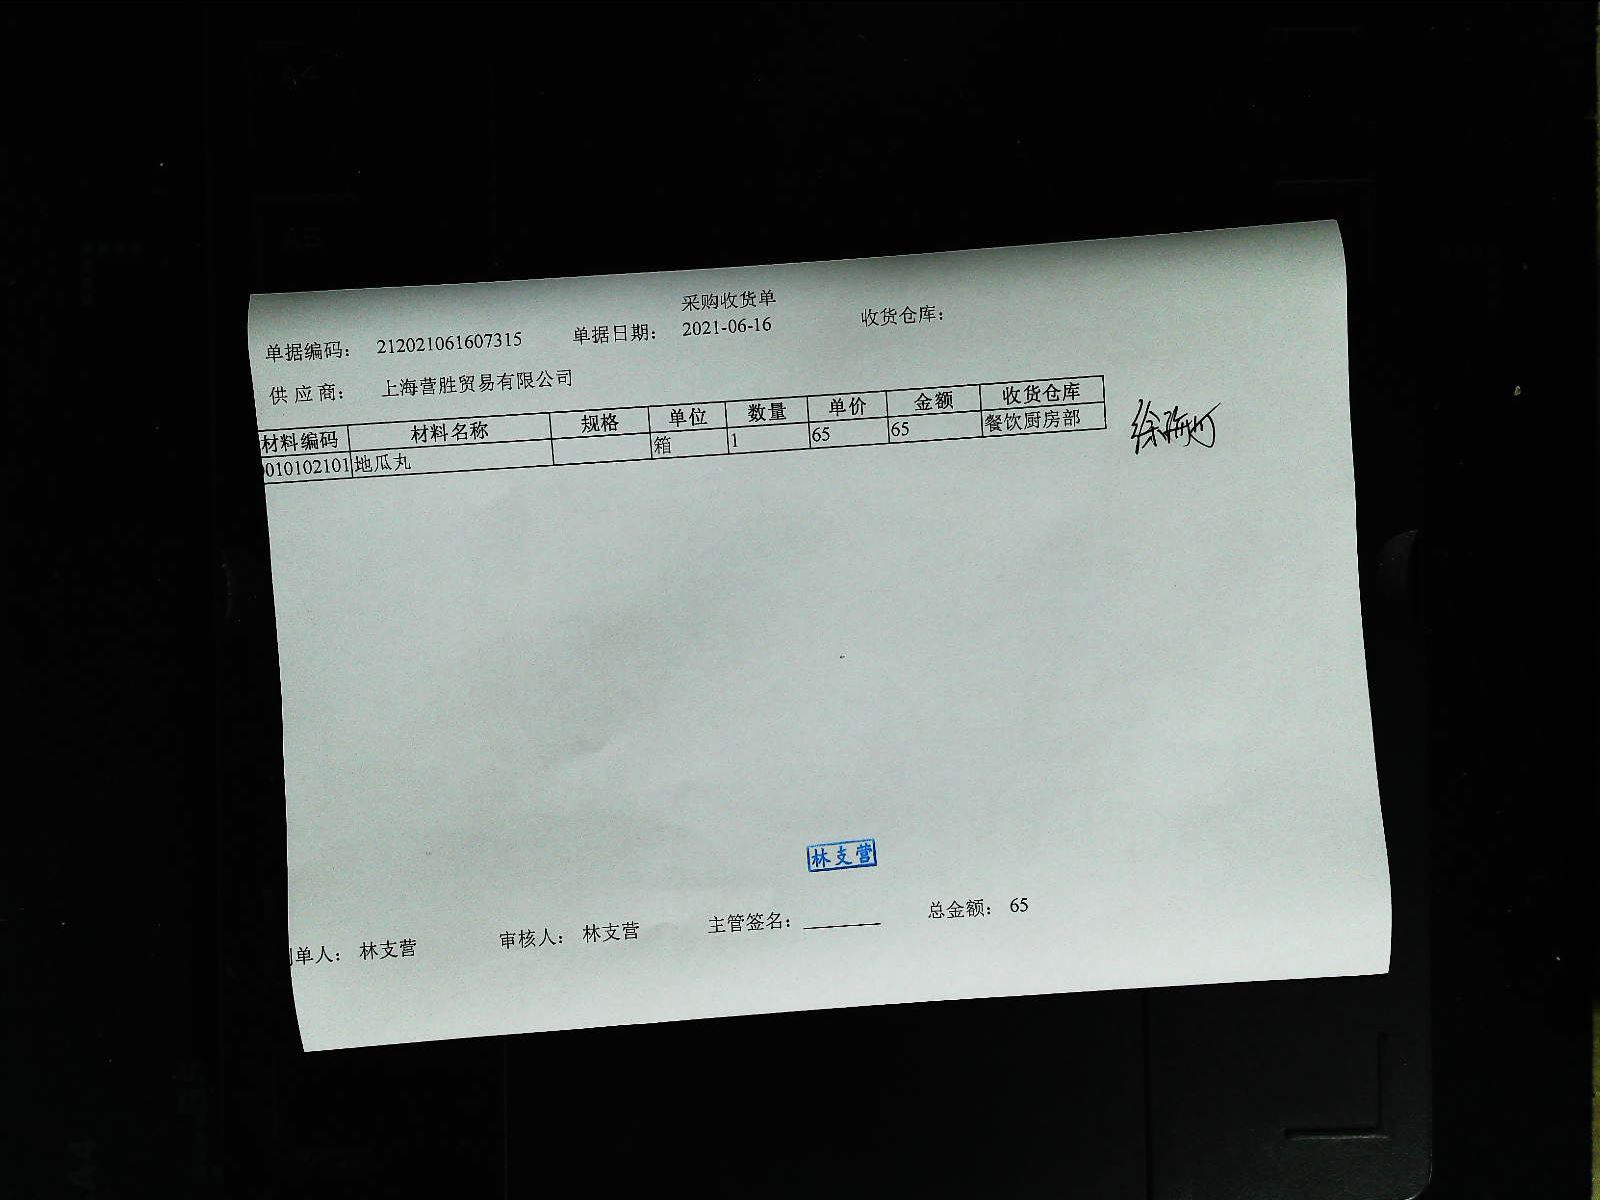 采购收货单
单据编码： 212021061607315 单据日期： 2021-06-16 收货仓库：
供 应 商： 上海营胜贸易有限公司
材料编码 材料名称 规格 单位 数量 单价 金额 收货仓库
010102101 地瓜丸 箱 1 65 65 餐饮厨房部
林支营
单人： 林支营 审核人： 林支营 主管签名：________ 总金额： 65